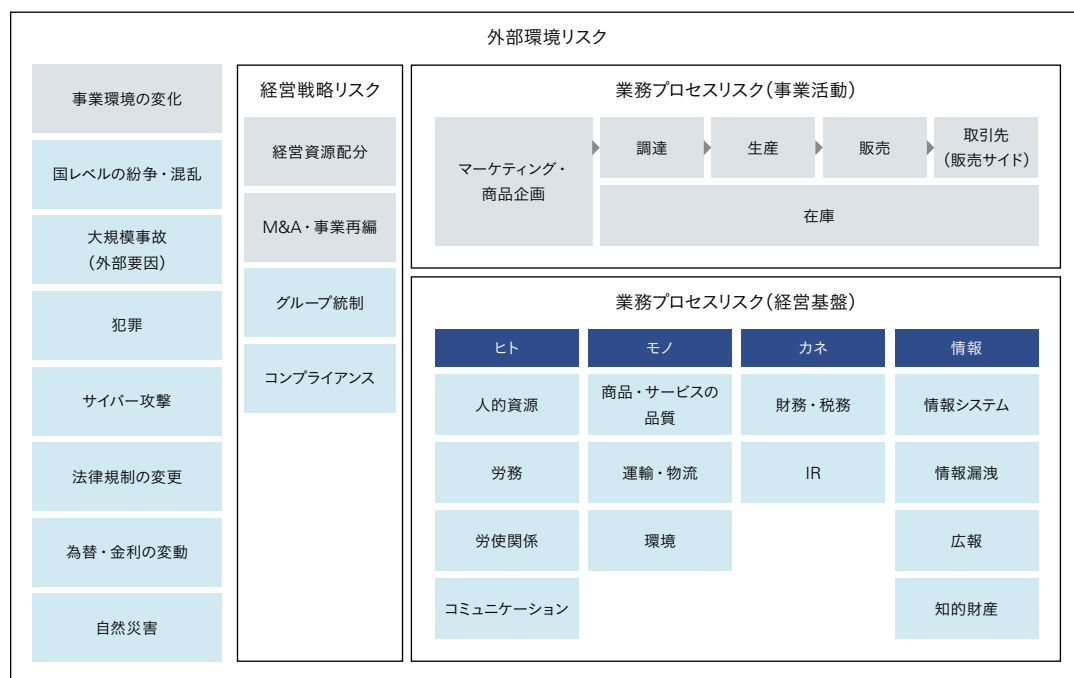 外部環境リスク
事業環境の変化
国レベルの紛争・混乱
大規模事故
(外部要因)
犯罪
サイバー攻撃
法律規制の変更
為替・金利の変動
自然災害
経営戦略リスク
経営資源配分
M&A・事業再編
グループ統制
コンプライアンス
業務プロセスリスク(事業活動)
マーケティング・
商品企画
調達
生産
販売
取引先
(販売サイド)
在庫
業務プロセスリスク(経営基盤)
ヒト
人的資源
労務
労使関係
コミュニケーション
モノ
商品・サービスの
品質
運輸・物流
環境
カネ
財務・税務
IR
情報
情報システム
情報漏洩
広報
知的財産